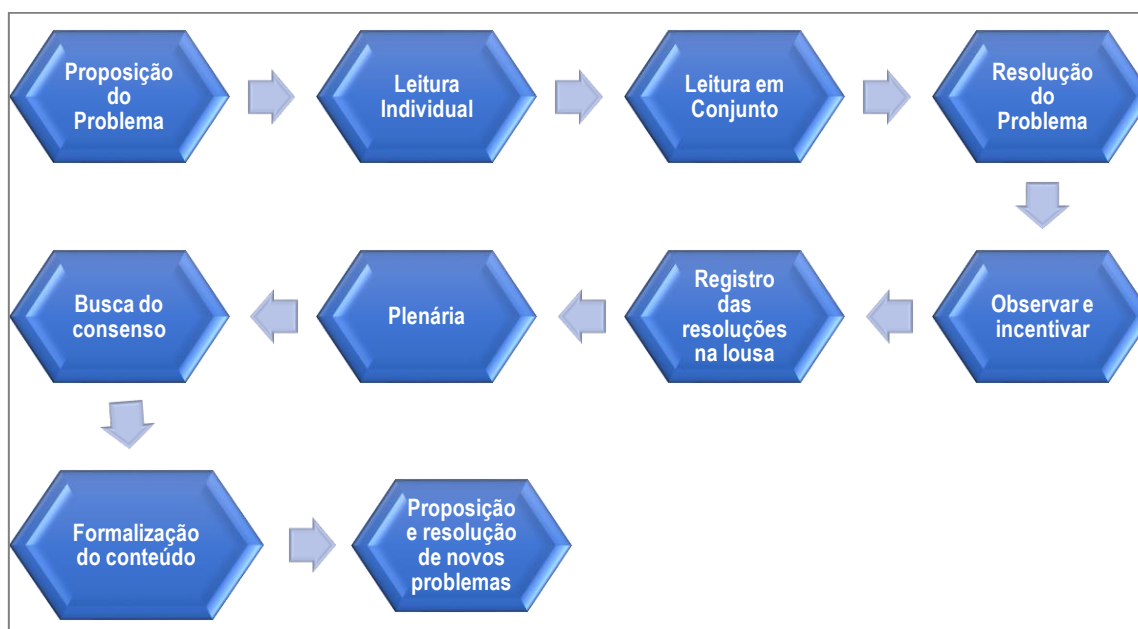 Proposição
do
Problema
Leitura
Individual
Leitura em
Conjunto
Resolução
do
Problema
Observar e
incentivar
Registro
das
resoluções
na lousa
Plenária
Busca do
consenso
Formalização
do conteúdo
Proposição
e resolução
de novos
problemas